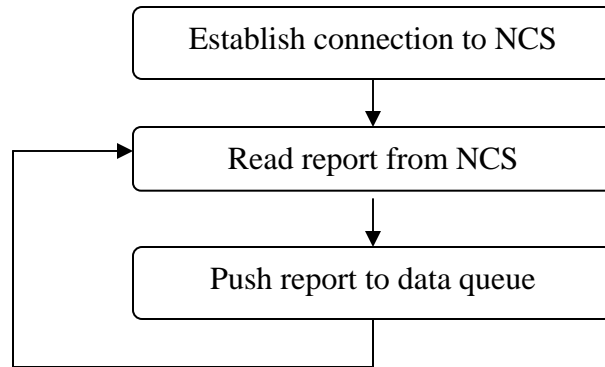 Establish connection to NCS
Read report from NCS
Push report to data queue